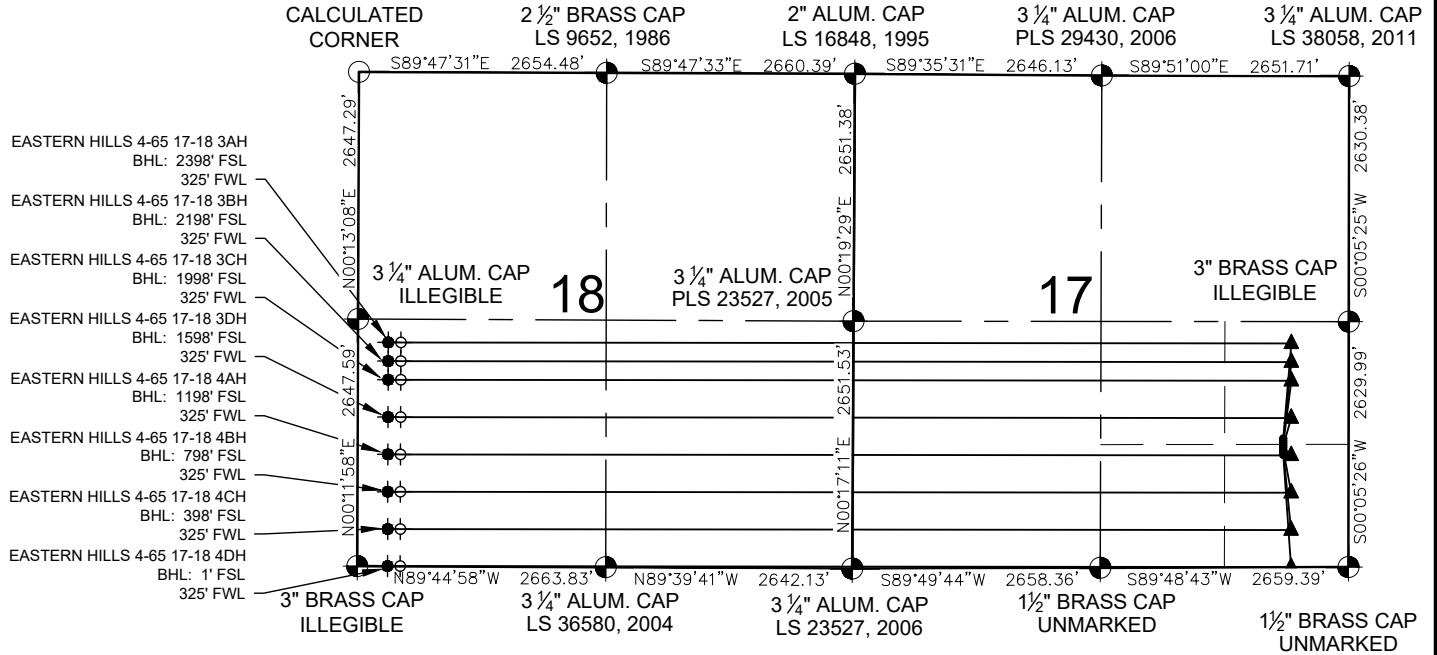 CALCULATED
CORNER
2 ½" BRASS CAP
LS 9652, 1986
2" ALUM. CAP
LS 16848, 1995
3 ¼" ALUM. CAP
PLS 29430, 2006
3 ¼" ALUM. CAP
LS 38058, 2011
S89°47'31"E 2654.48'
S89°47'33"E 2660.39'
S89°35'31"E 2646.13'
S89°51'00"E 2651.71'
N00°13'08"E 2647.29'
N00°19'29"E 2651.38'
S00°05'25"W 2630.38'
EASTERN HILLS 4-65 17-18 3AH
BHL: 2398' FSL
325' FWL
EASTERN HILLS 4-65 17-18 3BH
BHL: 2198' FSL
325' FWL
EASTERN HILLS 4-65 17-18 3CH
BHL: 1998' FSL
325' FWL
EASTERN HILLS 4-65 17-18 3DH
BHL: 1598' FSL
325' FWL
EASTERN HILLS 4-65 17-18 4AH
BHL: 1198' FSL
325' FWL
EASTERN HILLS 4-65 17-18 4BH
BHL: 798' FSL
325' FWL
EASTERN HILLS 4-65 17-18 4CH
BHL: 398' FSL
325' FWL
EASTERN HILLS 4-65 17-18 4DH
BHL: 1' FSL
325' FWL
3 ¼" ALUM. CAP
ILLEGIBLE
18
3 ¼" ALUM. CAP
PLS 23527, 2005
17
3" BRASS CAP
ILLEGIBLE
N00°11'58"E 2647.59'
N00°17'11"E 2651.53'
S00°05'26"W 2629.99'
N89°44'58"W 2663.83'
N89°39'41"W 2642.13'
S89°49'44"W 2658.36'
S89°48'43"W 2659.39'
3" BRASS CAP
ILLEGIBLE
3 ¼" ALUM. CAP
LS 36580, 2004
3 ¼" ALUM. CAP
LS 23527, 2006
1½" BRASS CAP
UNMARKED
1½" BRASS CAP
UNMARKED